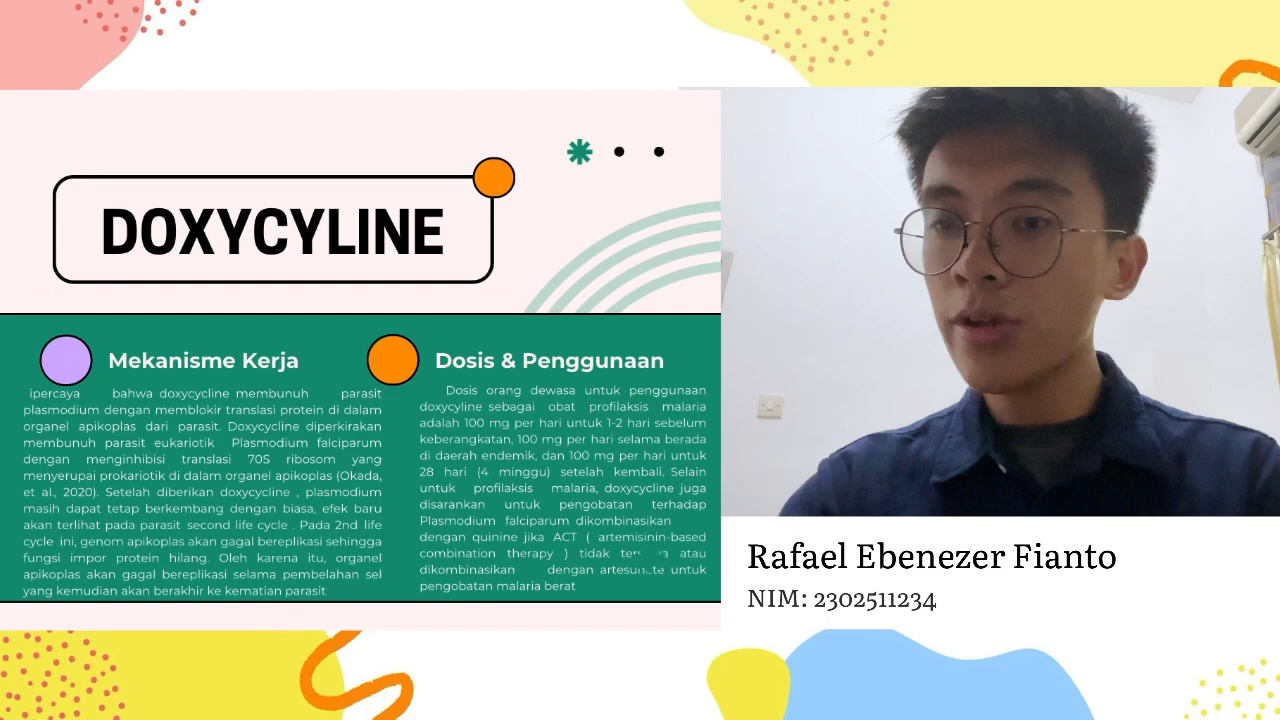 DOXYCYLINE
Mekanisme Kerja
ipercaya bahwa doxycycline membunuh parasit
plasmodium dengan memblokir translasi protein di dalam
organel apikoplas dari parasit. Doxycycline diperkirakan
membunuh parasit eukariotik Plasmodium falciparum
dengan menginhibisi translasi 70S ribosom yang
menyerupai prokariotik di dalam organel apikoplas (Okada,
et al., 2020). Setelah diberikan doxycycline , plasmodium
masih dapat tetap berkembang dengan biasa, efek baru
akan terlihat pada parasit second life cycle . Pada 2nd life
cycle ini, genom apikoplas akan gagal bereplikasi sehingga
fungsi impor protein hilang. Oleh karena itu, organel
apikoplas akan gagal bereplikasi selama pembelahan sel
yang kemudian akan berakhir ke kematian parasit
Dosis & Penggunaan
Dosis orang dewasa untuk penggunaan
doxycyline sebagai obat profilaksis malaria
adalah 100 mg per hari untuk 1-2 hari sebelum
keberangkatan, 100 mg per hari selama berada
di daerah endemik, dan 100 mg per hari untuk
28 hari (4 minggu) setelah kembali. Selain
untuk profilaksis malaria, doxycycline juga
disarankan untuk pengobatan terhadap
Plasmodium falciparum dikombinasikan
dengan quinine jika ACT ( artemisinin-based
combination therapy ) tidak atau
dikombinasikan dengan artesunate untuk
pengobatan malaria berat
Rafael Ebenezer Fianto
NIM: 2302511234